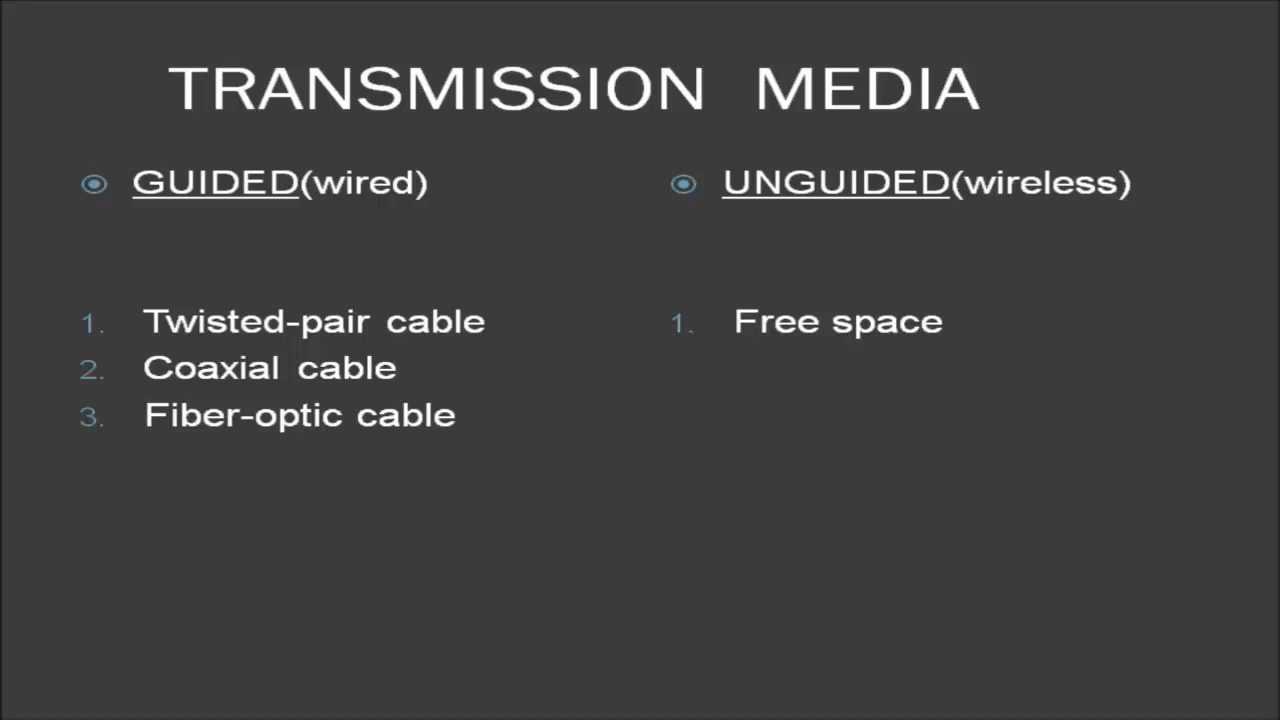 TRANSMISSION MEDIA
GUIDED(wired)
1. Twisted-pair cable
2. Coaxial cable
3. Fiber-optic cable
UNGUIDED(wireless)
1. Free space